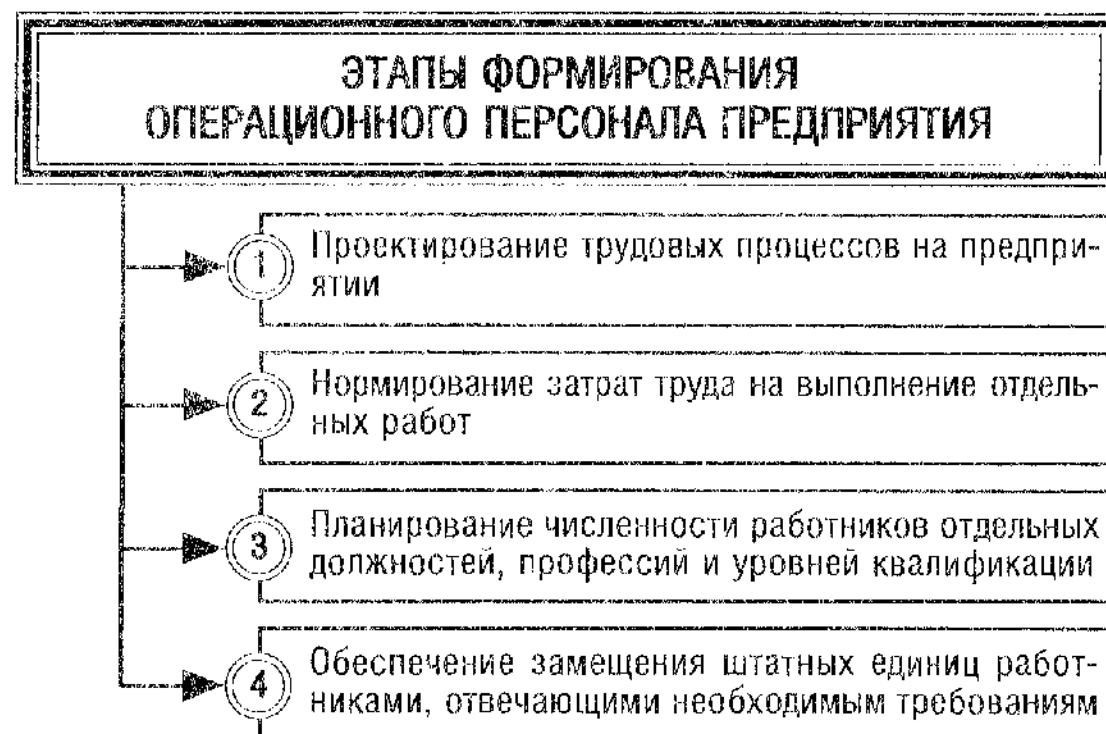 ЭТАПЫ ФОРМИРОВАНИЯ
ОПЕРАЦИОННОГО ПЕРСОНАЛА ПРЕДПРИЯТИЯ
1
Проектирование трудовых процессов на предпри-
ятии
2
Нормирование затрат труда на выполнение отдель-
ных работ
3
Планирование численности работников отдельных
должностей, профессий и уровней квалификации
4
Обеспечение замещения штатных единиц работ-
никами, отвечающими необходимым требованиям